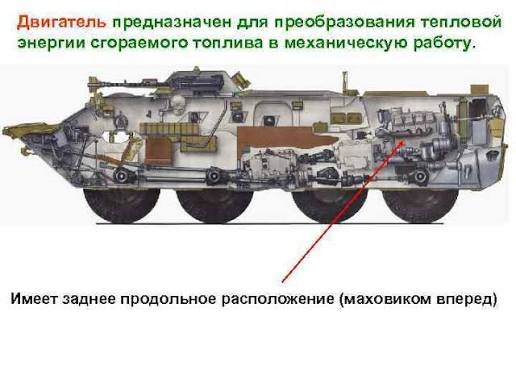 Двигатель предназначен для преобразования тепловой
энергии сгораемого топлива в механическую работу.
Имеет заднее продольное расположение (маховиком вперед)